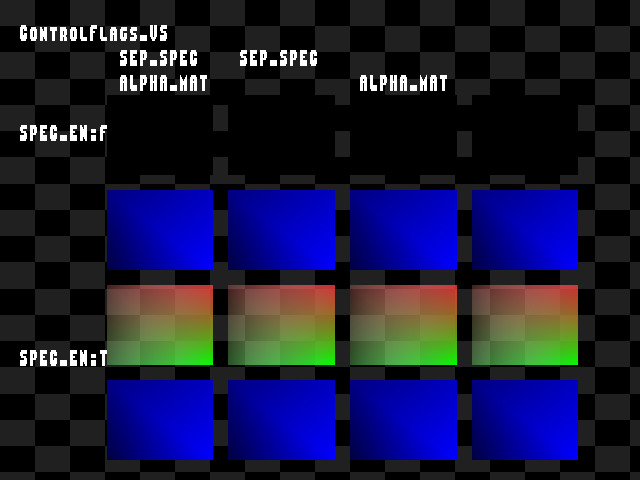 ControlFlags_VS
SEP_SPEC SEP_SPEC
ALPHA_MAT ALPHA_MAT
SPEC_EN:F
SPEC_EN:T